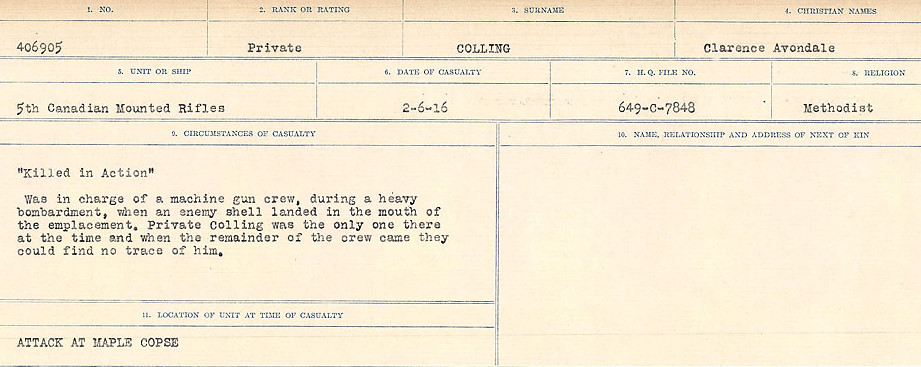 1. NO. 2. RANK OR RATING 3. SURNAME 4. CHRISTIAN NAMES
406905 Private COLLING Clarence Avondale
5. UNIT OR SHIP 6. DATE OF CASUALTY 7. H.Q. FILE NO. 8. RELIGION
5th Canadian Mounted Rifles 2-6-16 649-C-7848 Methodist
9. CIRCUMSTANCES OF CASUALTY 10. NAME, RELATIONSHIP AND ADDRESS OF NEXT OF KIN
"Killed in Action"
Was in charge of a machine gun crew, during a heavy
bombardment, when an enemy shell landed in the mouth of
the emplacement. Private Colling was the only one there
at the time and when the remainder of the crew came they
could find no trace of him.
11. LOCATION OF UNIT AT TIME OF CASUALTY
ATTACK AT MAPLE COPSE